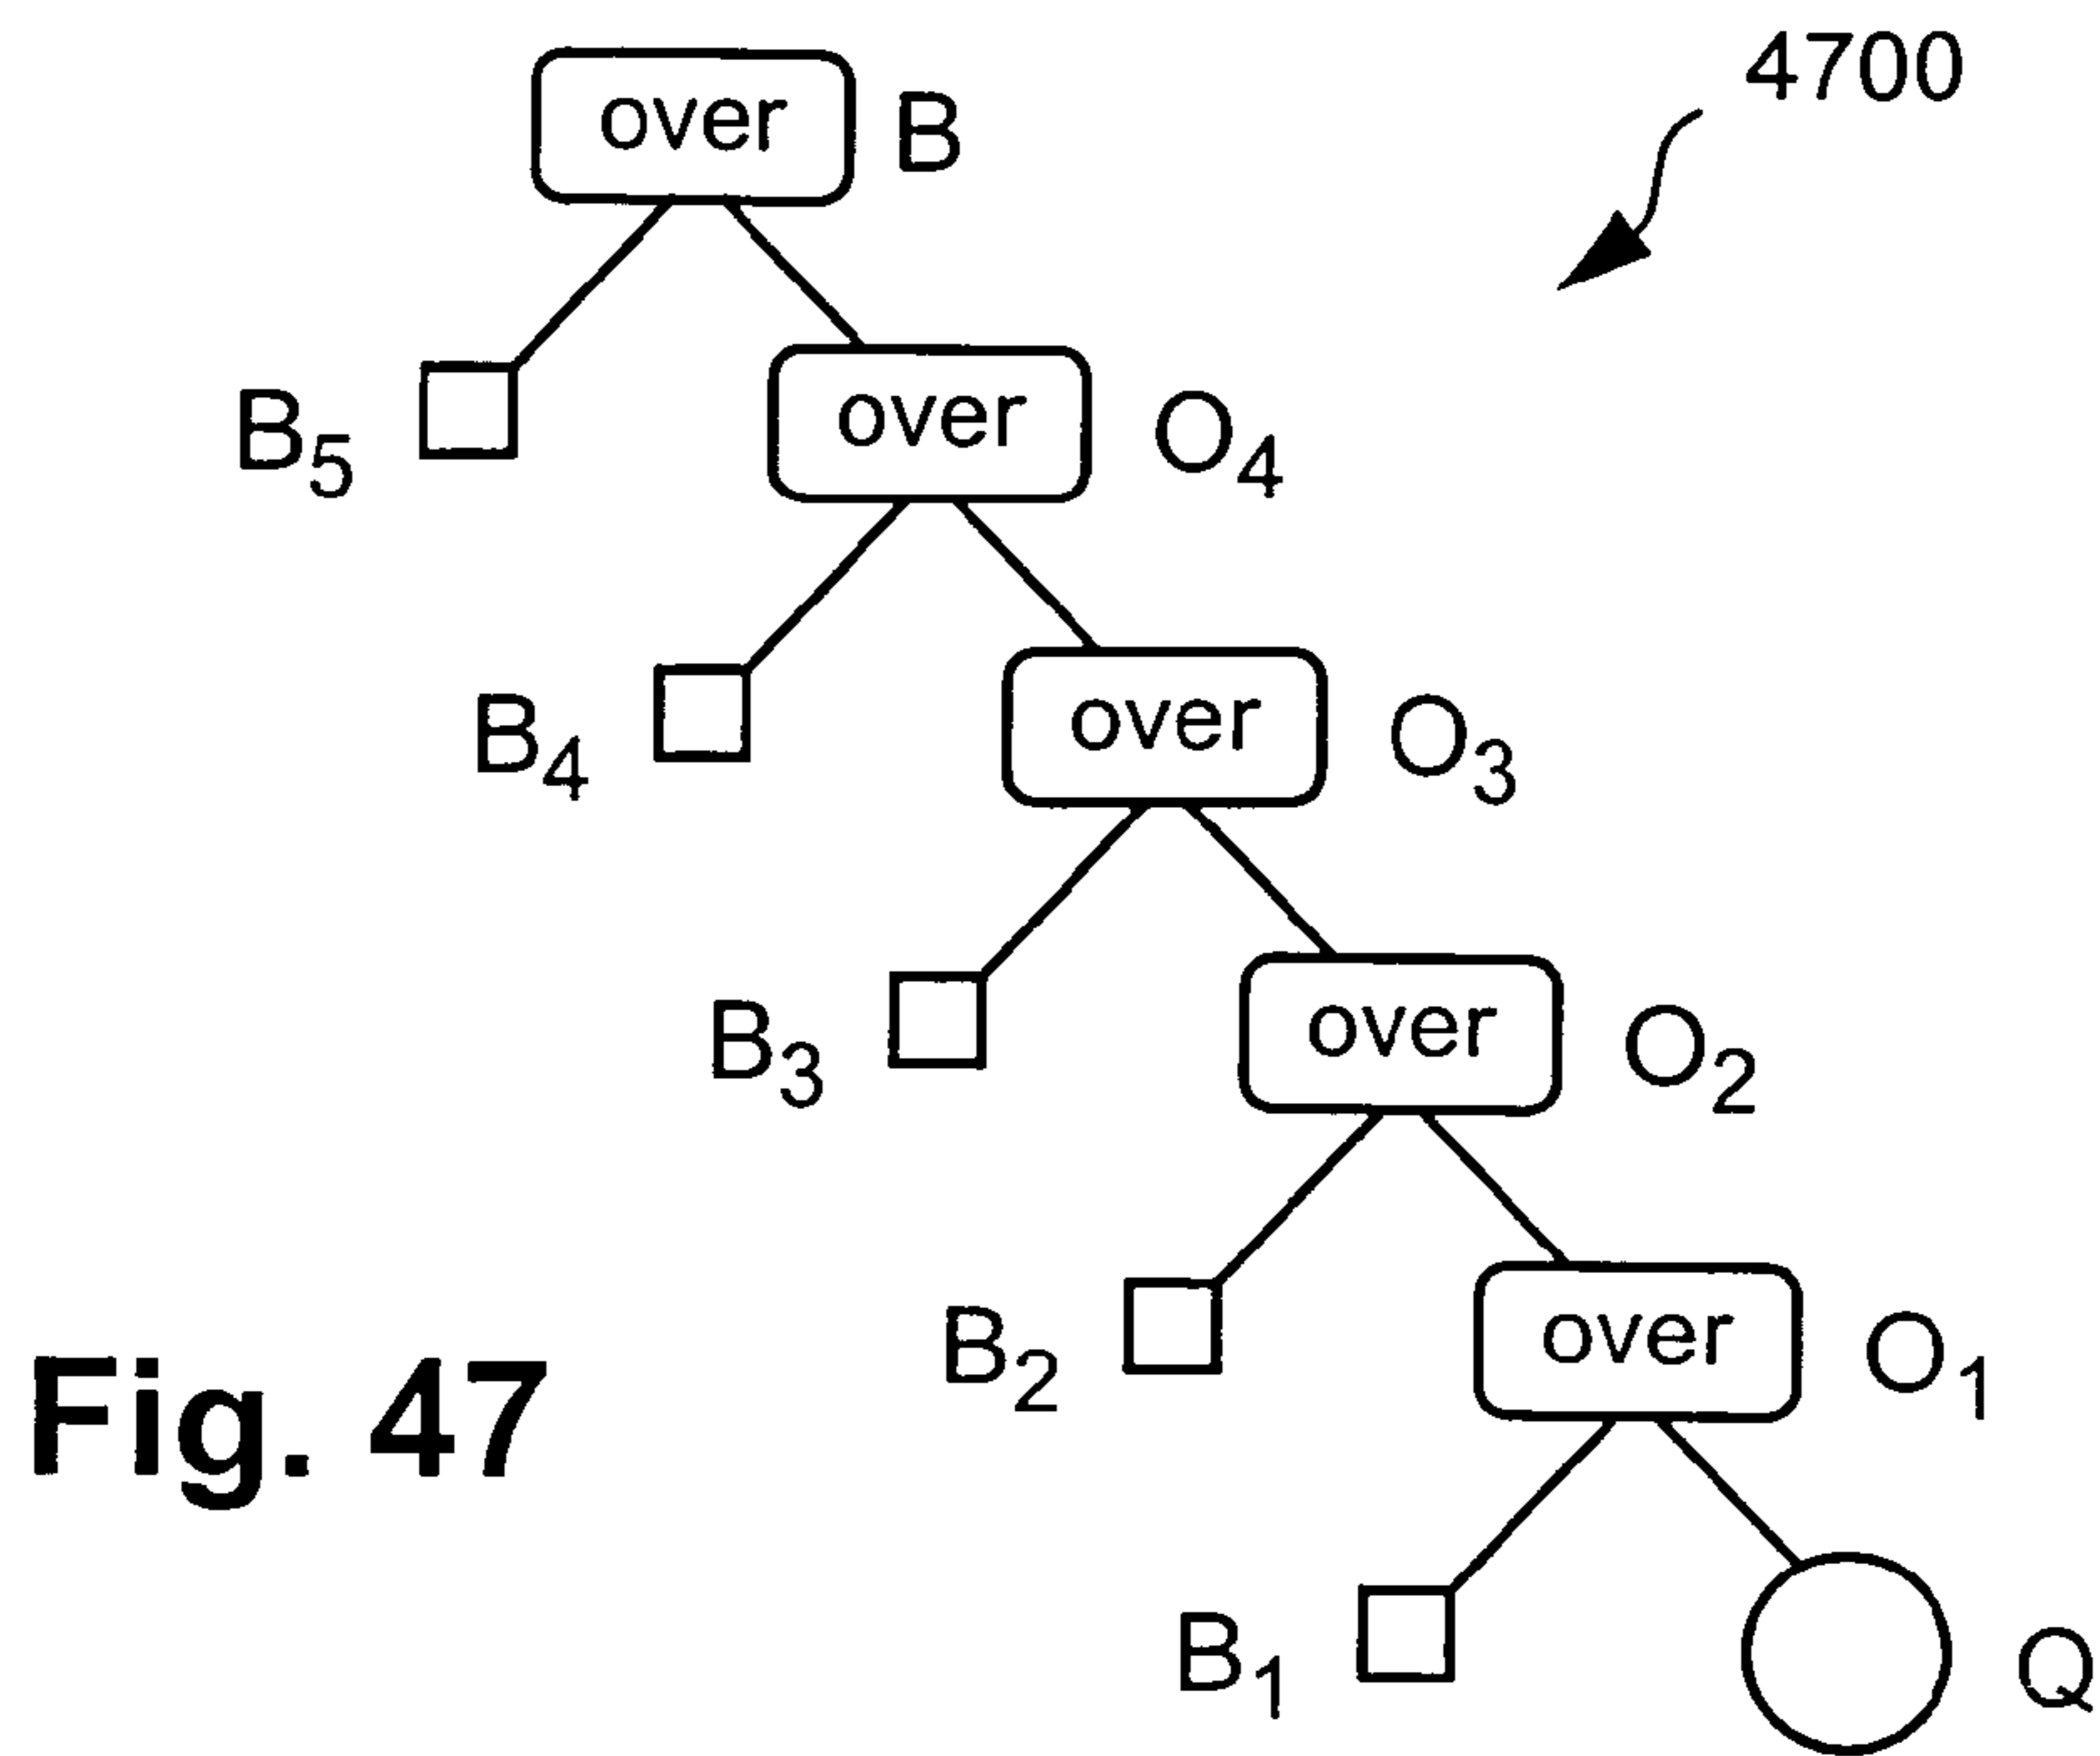 4700
over B
B5
over O4
B4
over O3
B3
over O2
B2
over O1
Fig. 47
B1
Q